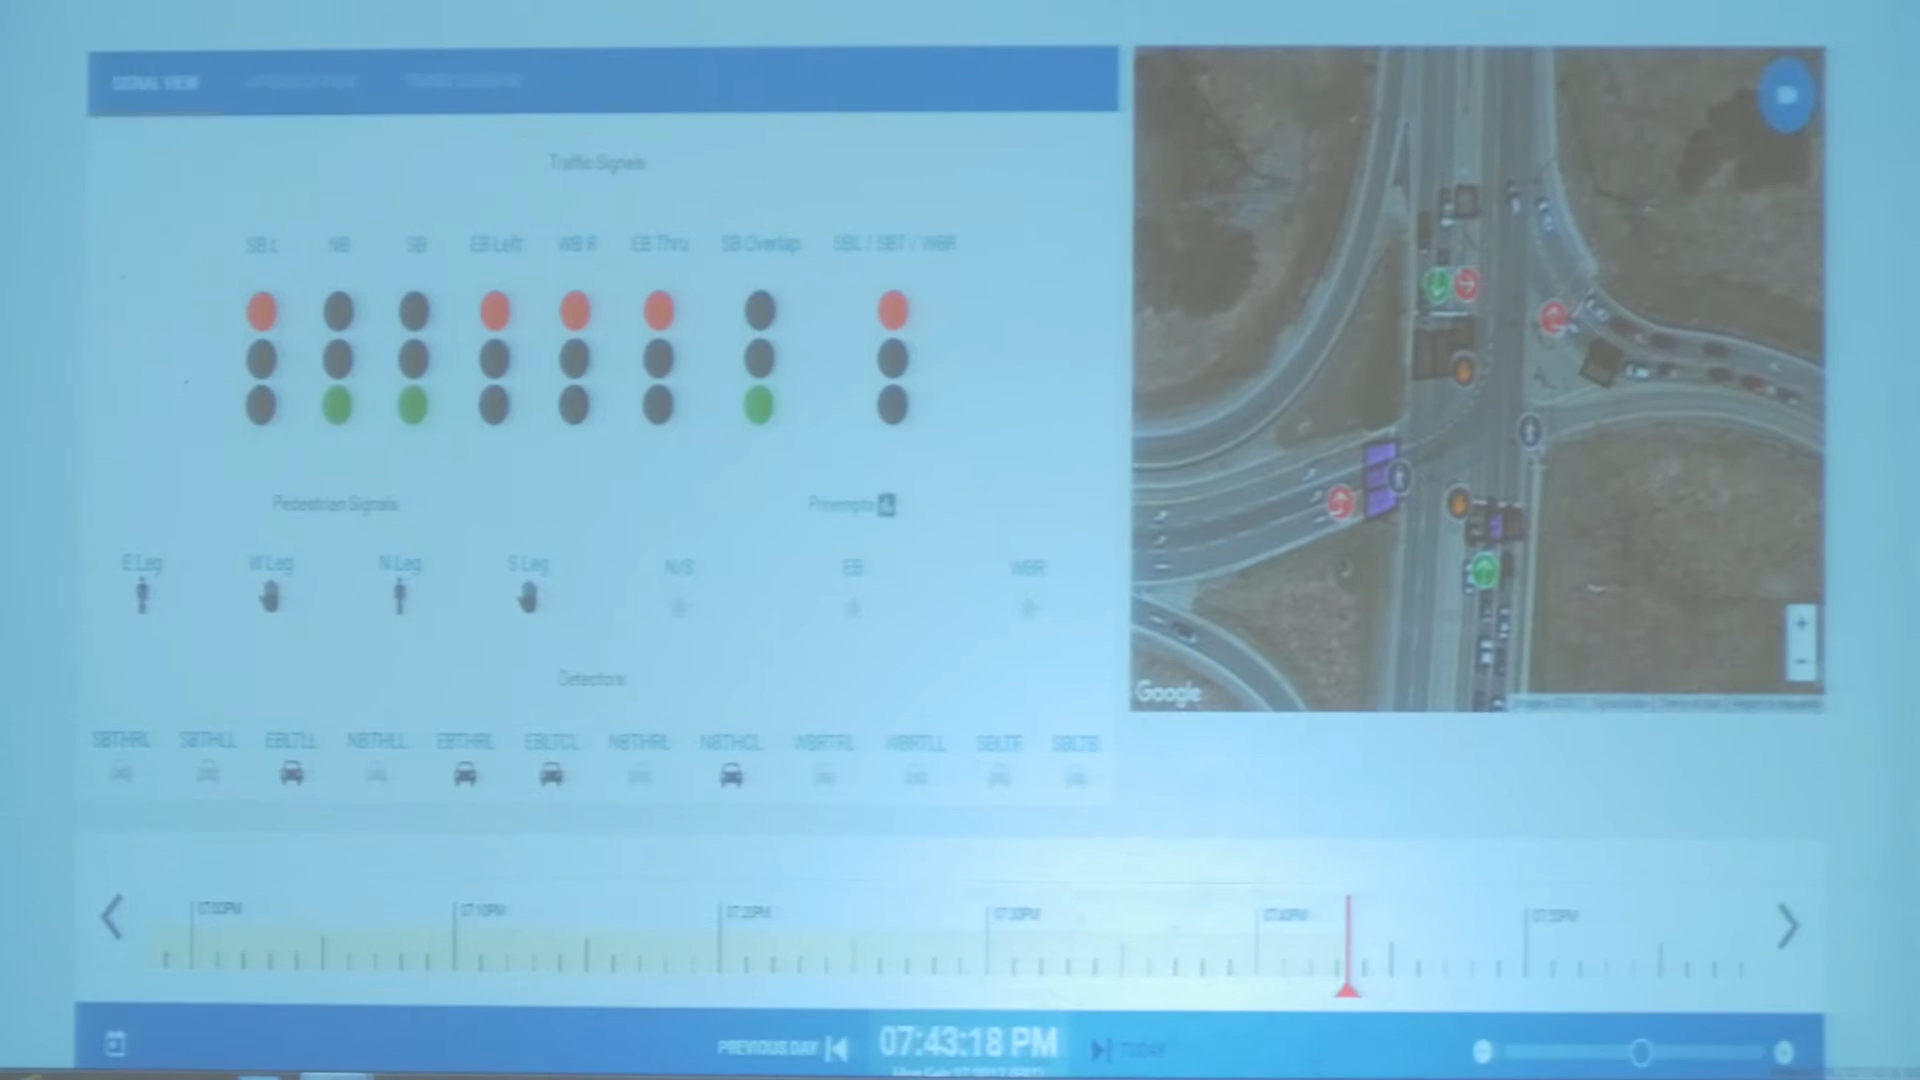 SIGNAL VIEW
Traffic Signals
SB L NB SB EB Left WB R EB Thru SB Overlap SBL / SBT / WBR
Pedestrian Signals Preempts
E Leg W Leg N Leg S Leg N/S EB WBR
Detectors
SBTHRL SBTHLL EBLTLL NBTHLL EBTHRL EBLTCL NBTHRL NBTHCL WBRTRL WBRTLL SBLTF SBLTB
Google
07:00PM 07:10PM 07:20PM 07:30PM 07:40PM 07:50PM
PREVIOUS DAY 07:43:18 PM TODAY